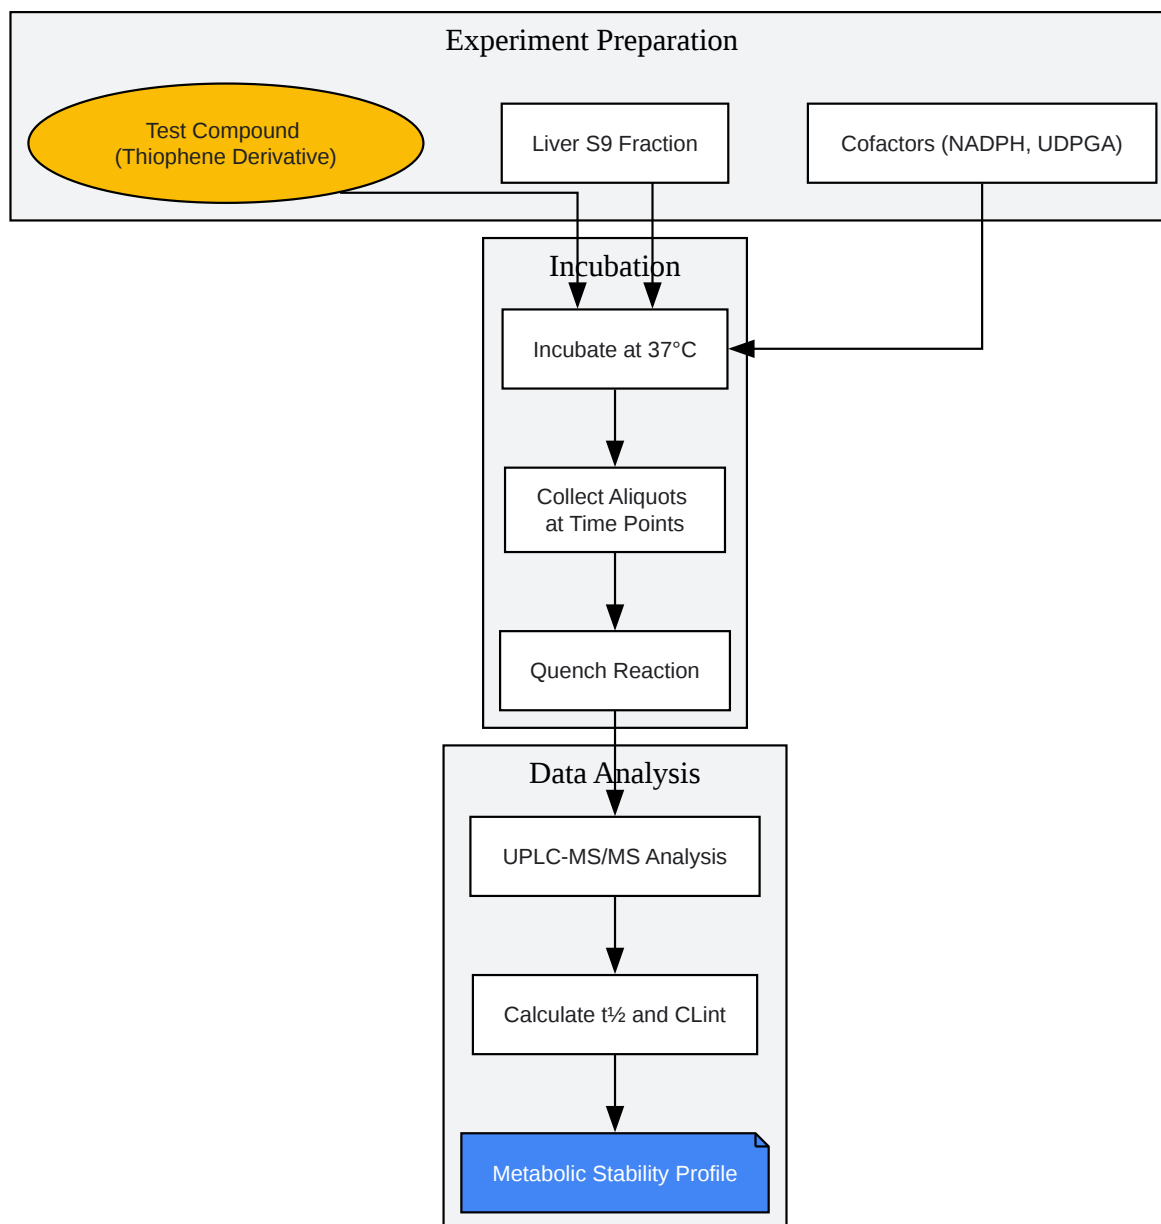 Experiment Preparation
Test Compound
(Thiophene Derivative)
Liver S9 Fraction
Cofactors (NADPH, UDPGA)
Incubation
Incubate at 37°C
Collect Aliquots
at Time Points
Quench Reaction
Data Analysis
UPLC-MS/MS Analysis
Calculate t½ and CLint
Metabolic Stability Profile